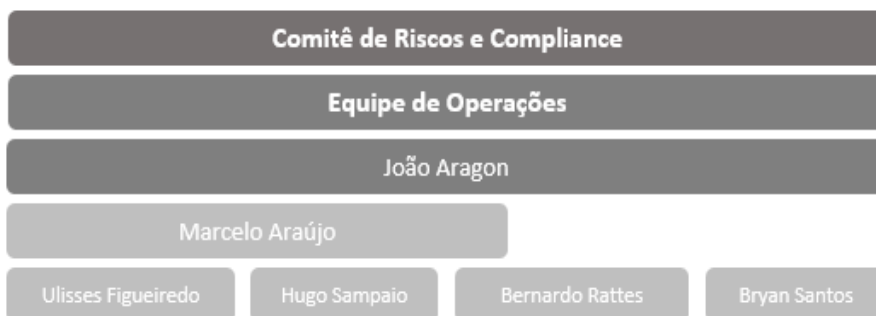 Comitê de Riscos e Compliance
Equipe de Operações
João Aragon
Marcelo Araújo
Ulisses Figueiredo Hugo Sampaio Bernardo Rattes Bryan Santos